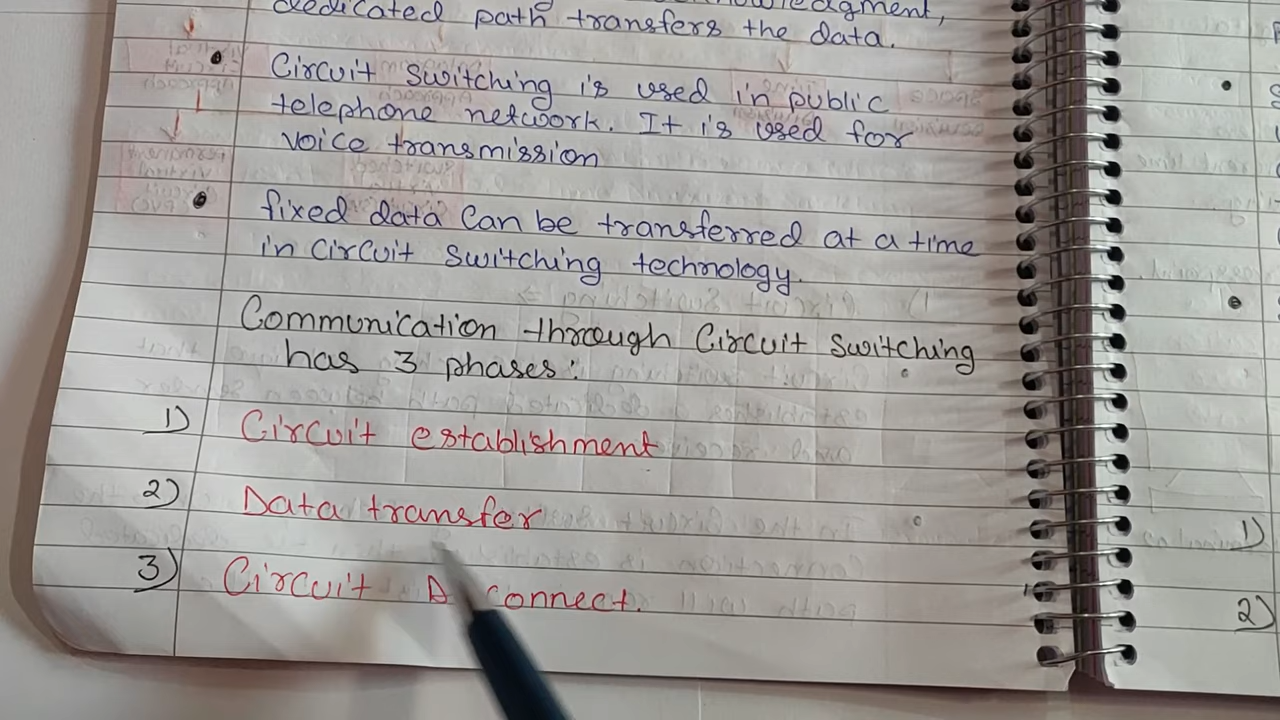 dedicated path transfers the data.
• Circuit switching is used in public
telephone network. It is used for
voice transmission
• fixed data can be transferred at a time
in circuit switching technology.
Communication through Circuit switching
has 3 phases:
1) Circuit establishment
2) Data transfer
3) Circuit connect.
1)
2)